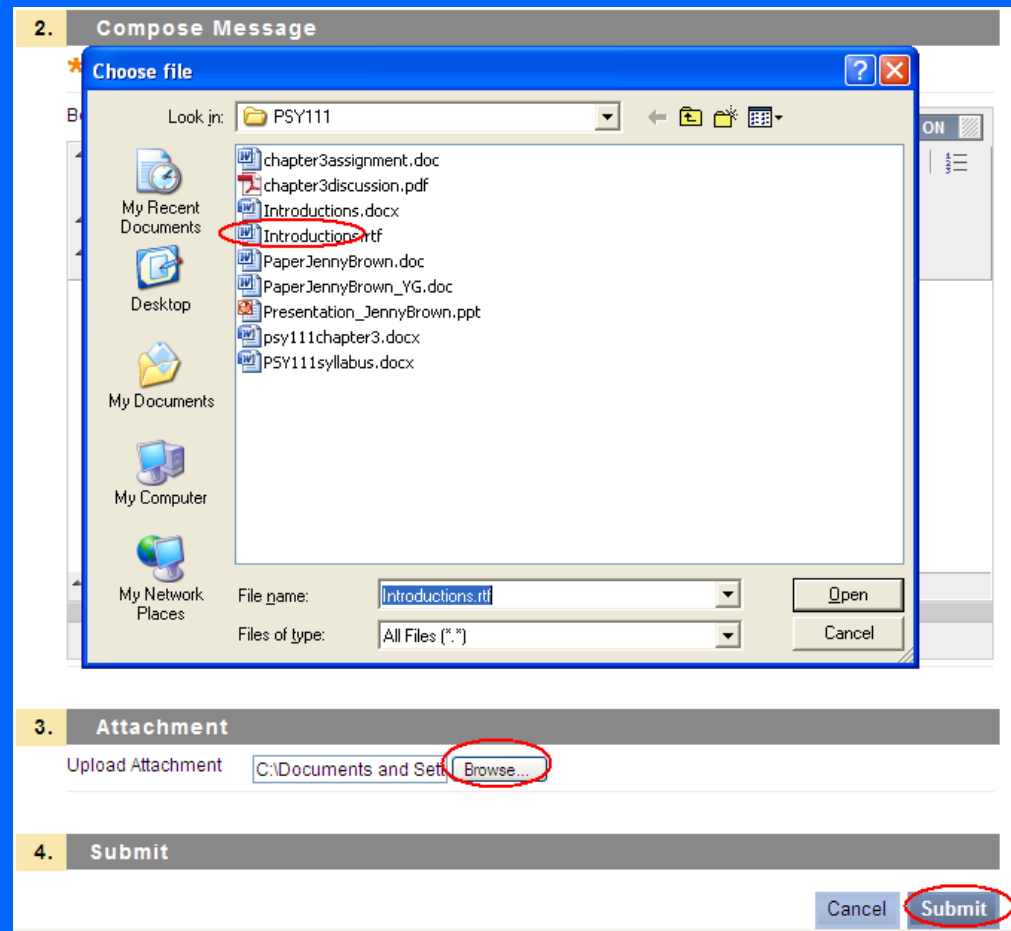 2. Compose Message
*
Choose file
Look in: PSY111
ON
chapter3assignment.doc
chapter3discussion.pdf
Introductions.docx
Introductions.rtf
PaperJennyBrown.doc
PaperJennyBrown_YG.doc
Presentation_JennyBrown.ppt
psy111chapter3.docx
PSY111syllabus.docx
My Recent
Documents
Desktop
My Documents
My Computer
My Network
Places
File name: Introductions.rtf Open
Files of type: All Files (*.*) Cancel
3. Attachment
Upload Attachment C:\Documents and Sett Browse...
4. Submit
Cancel Submit